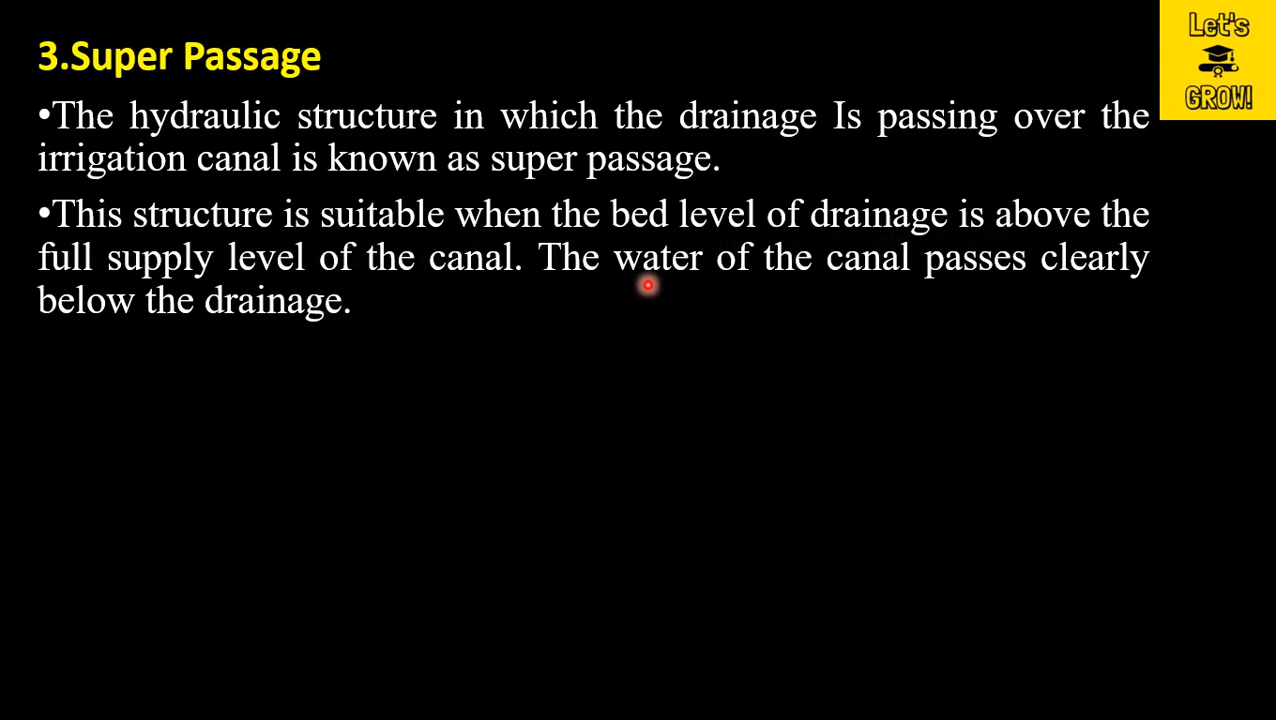 3.Super Passage
•The hydraulic structure in which the drainage Is passing over the
irrigation canal is known as super passage.
•This structure is suitable when the bed level of drainage is above the
full supply level of the canal. The water of the canal passes clearly
below the drainage.
Let's
GROW!